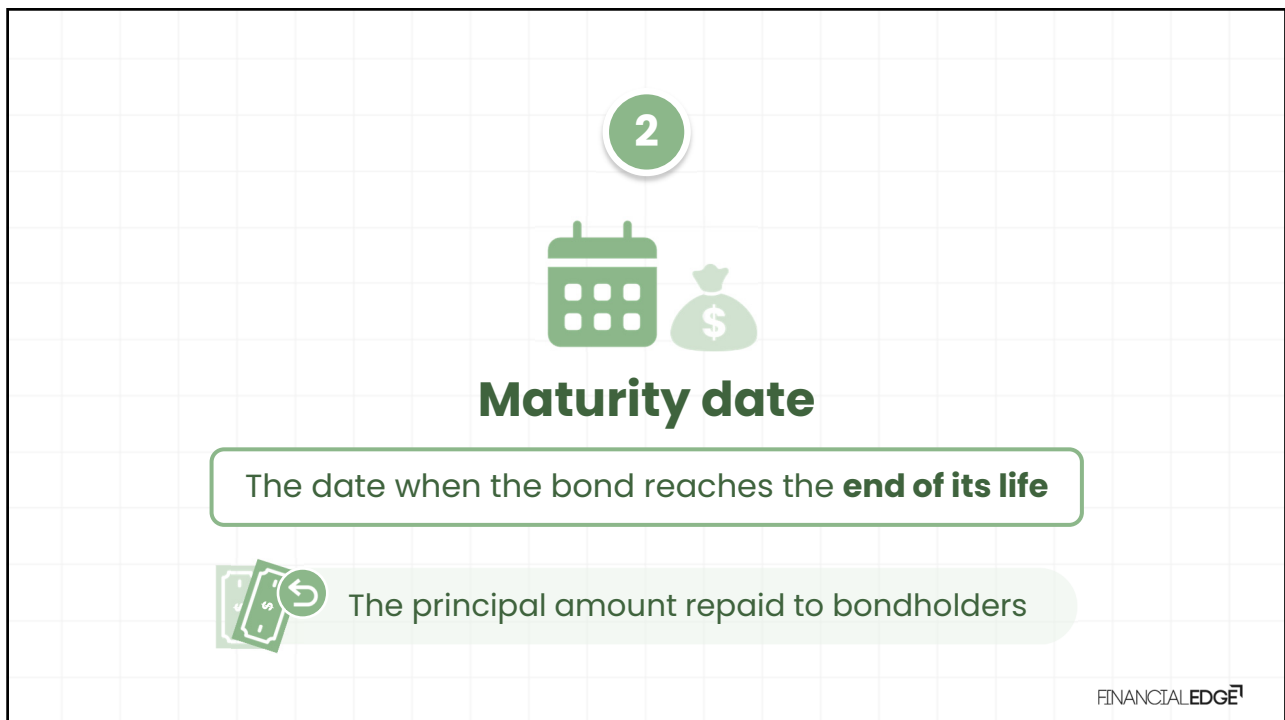 2
$
Maturity date
The date when the bond reaches the end of its life
The principal amount repaid to bondholders
FINANCIALEDGE